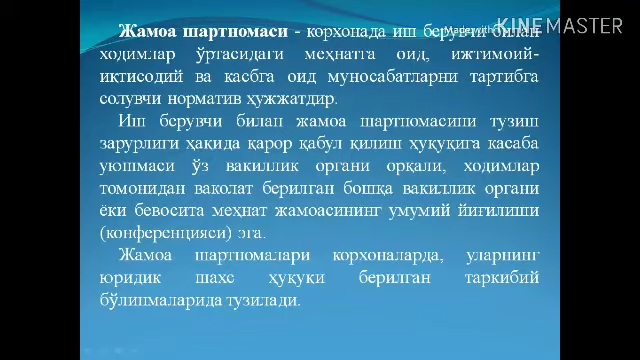 Жамоа шартномаси - корхонада иш берувчи билан
Made with
KINEMASTER
ходимлар ўртасидаги меҳнатга оид, ижтимоий-
иқтисодий ва касбга оид муносабатларни тартибга
солувчи норматив ҳужжатдир.
Иш берувчи билан жамоа шартномасини тузиш
зарурлиги ҳақида қарор қабул қилиш ҳуқуқига касаба
уюшмаси ўз вакиллик органи орқали, ходимлар
томонидан ваколат берилган бошқа вакиллик органи
ёки бевосита меҳнат жамоасининг умумий йиғилиши
(конференцияси) эга.
Жамоа шартномалари корхоналарда, уларнинг
юридик шахс ҳуқуқи берилган таркибий
бўлинмаларида тузилади.